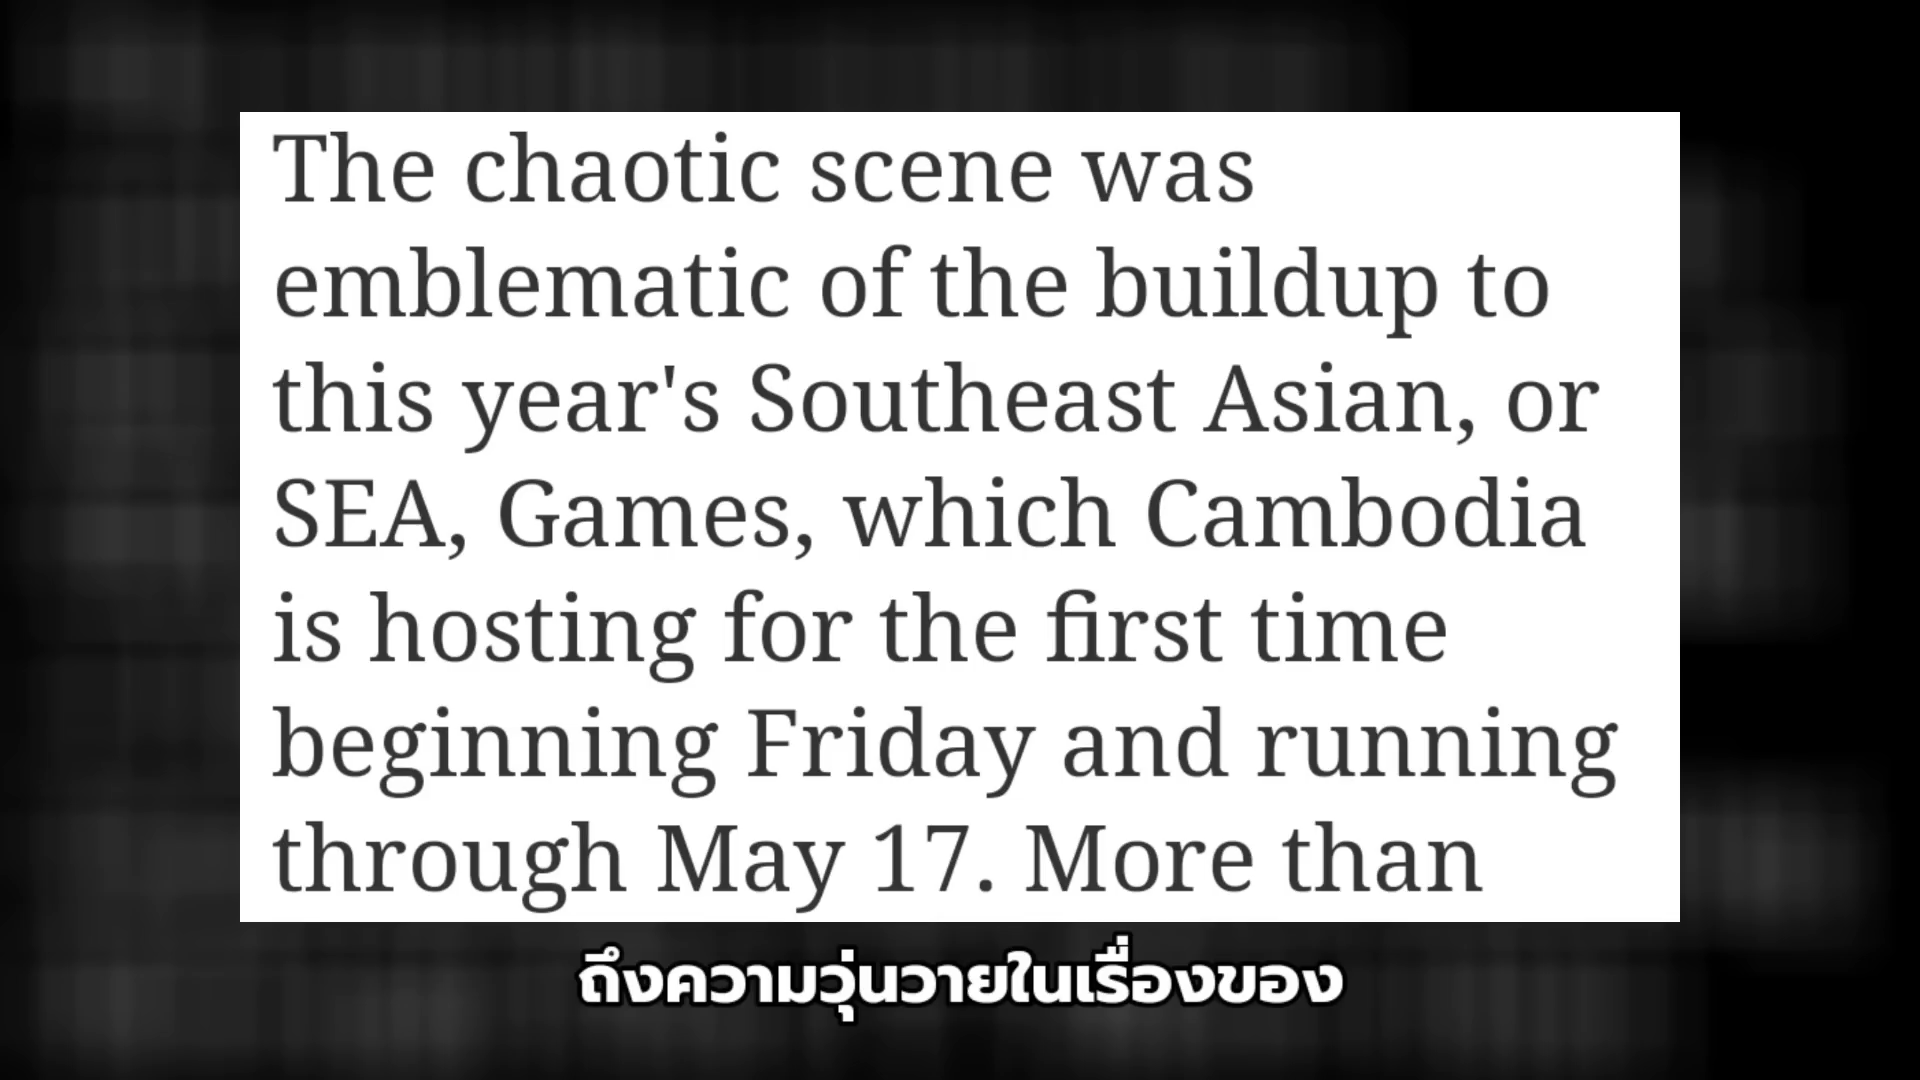 The chaotic scene was
emblematic of the buildup to
this year's Southeast Asian, or
SEA, Games, which Cambodia
is hosting for the first time
beginning Friday and running
through May 17. More than
ถึงความวุ่นวายในเรื่องของ